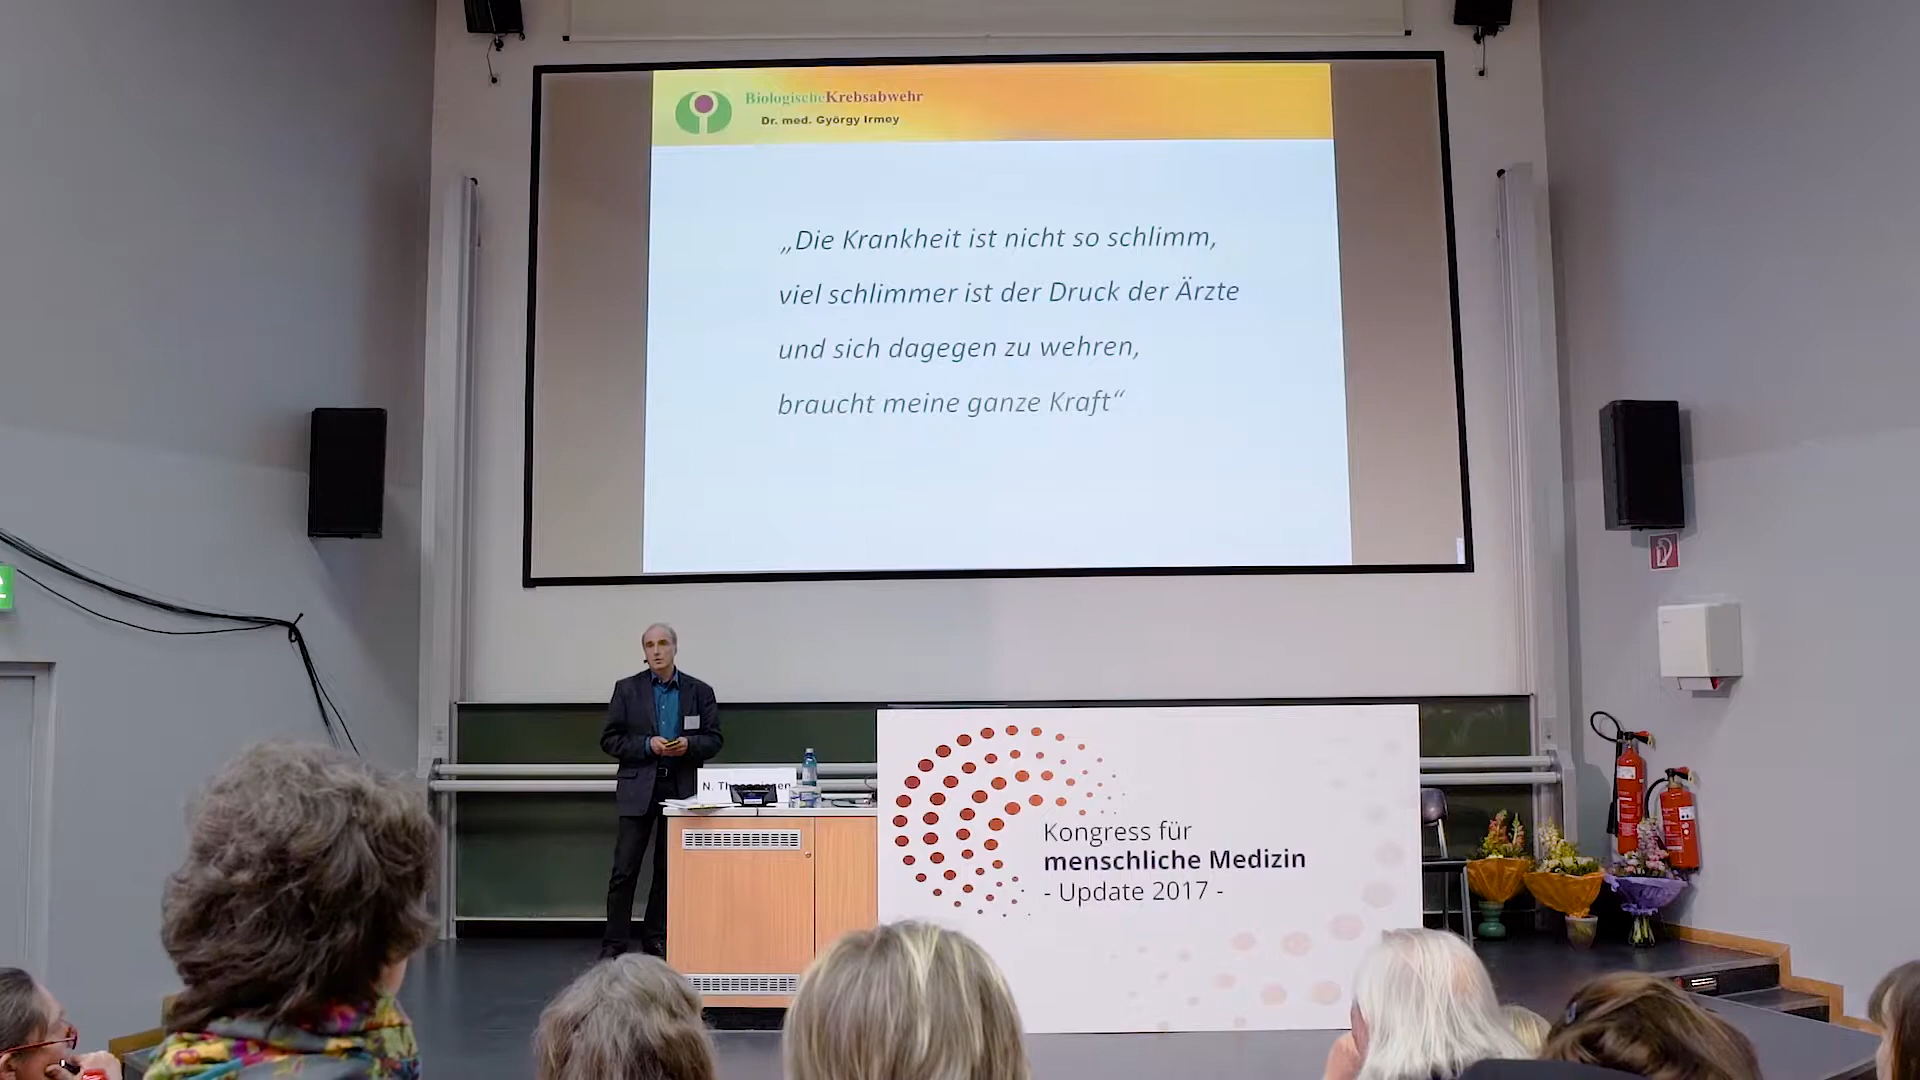 BiologischeKrebsabwehr
Dr. med. György Irmey
„Die Krankheit ist nicht so schlimm,
viel schlimmer ist der Druck der Ärzte
und sich dagegen zu wehren,
braucht meine ganze Kraft“
N.
Kongress für
menschliche Medizin
- Update 2017 -